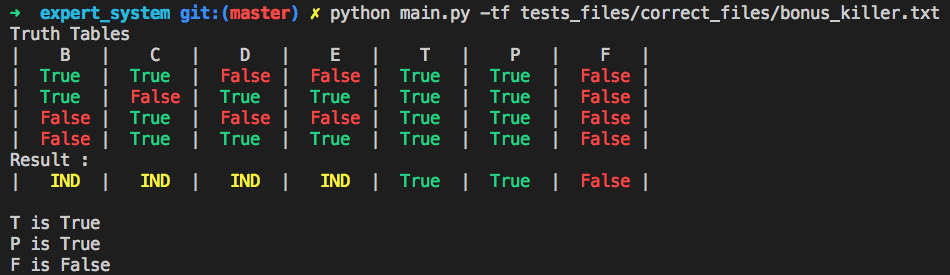 ➜  expert_system git:(master) ✗ python main.py -tf tests_files/correct_files/bonus_killer.txt
Truth Tables
|    B   |    C   |    D   |    E   |    T   |    P   |    F   |
|  True  |  True  |  False |  False |  True  |  True  |  False |
|  True  |  False |  True  |  True  |  True  |  True  |  False |
|  False |  True  |  False |  False |  True  |  True  |  False |
|  False |  True  |  True  |  True  |  True  |  True  |  False |
Result :
|   IND  |   IND  |   IND  |   IND  |  True  |  True  |  False |
T is True
P is True
F is False